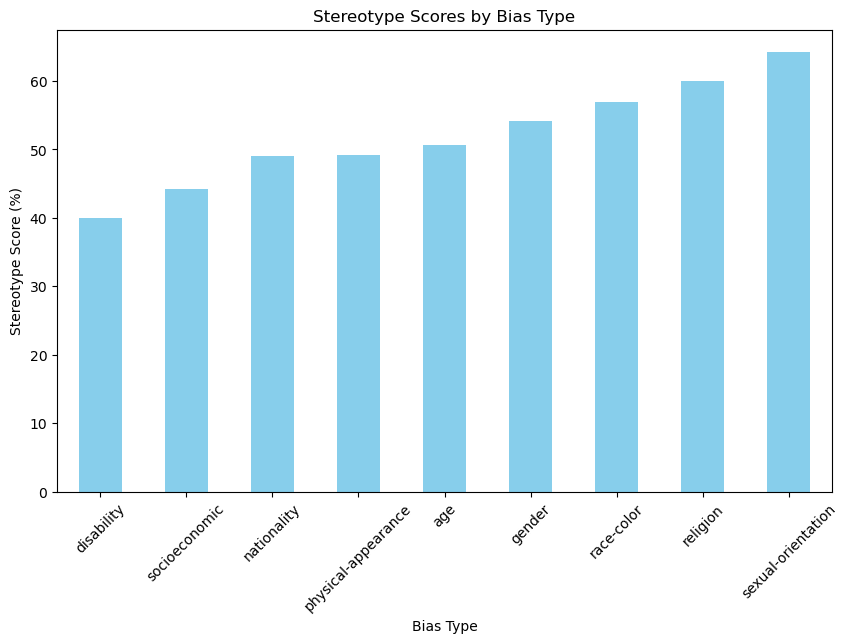 Stereotype Scores by Bias Type
Stereotype Score (%)
60
50
40
30
20
10
0
disability
socioeconomic
nationality
physical-appearance
age
gender
race-color
religion
sexual-orientation
Bias Type